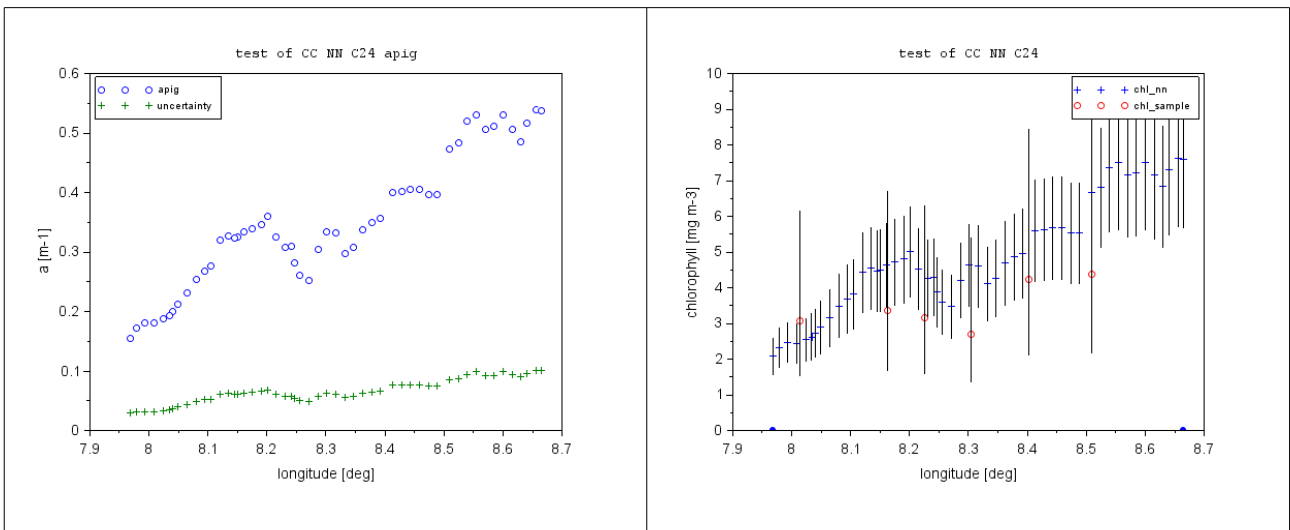 test of CC NN C24 apig
0.6
apig
uncertainty
0.5
0.4
a [m-1]
0.3
0.2
0.1
0
7.9 8 8.1 8.2 8.3 8.4 8.5 8.6 8.7
longitude [deg]
test of CC NN C24
10
chl_nn
chl_sample
9
8
7
6
chlorophyll [mg m-3]
5
4
3
2
1
0
7.9 8 8.1 8.2 8.3 8.4 8.5 8.6 8.7
longitude [deg]